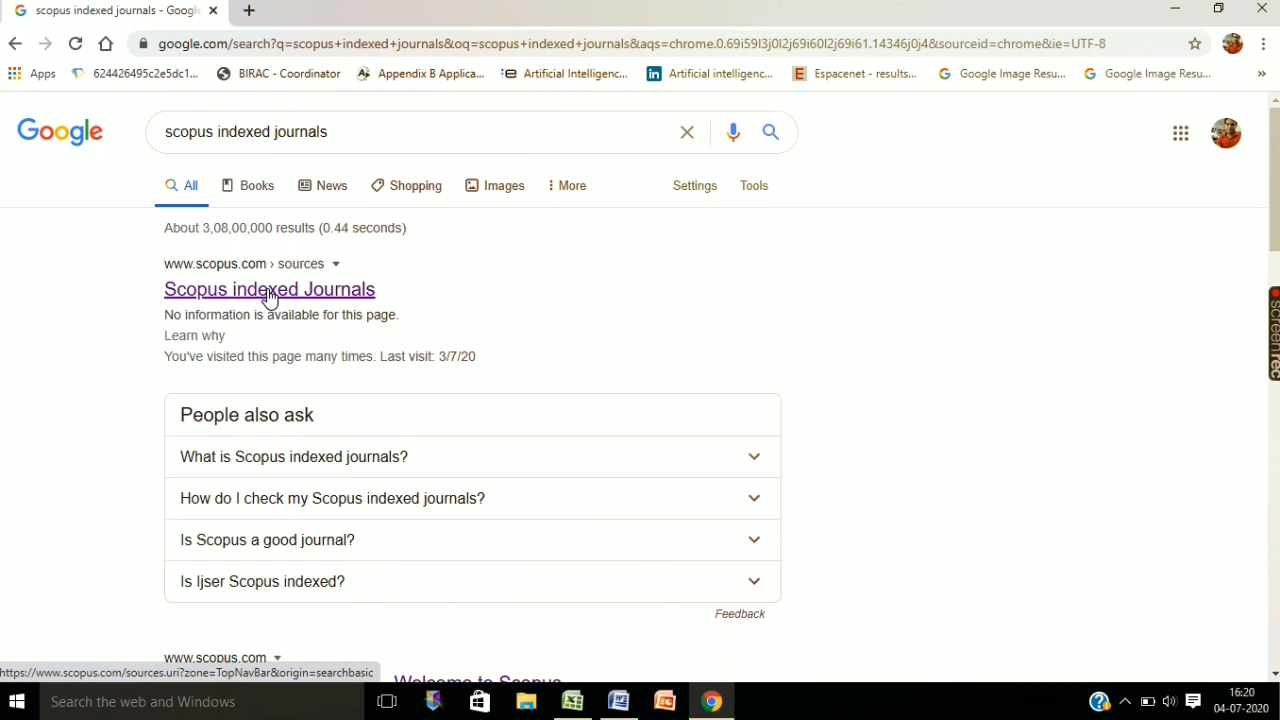 scopus indexed journals - Googl
google.com/search?q=scopus+indexed+journals&oq=scopus+indexed+journals&aqs=chrome.0.69i59l3j0l2j69i60l2j69i61.14346j0j4&sourceid=chrome&ie=UTF-8
Apps 624426495c2e5dc1... BIRAC - Coordinator Appendix B Applica... Artificial Intelligenc... Artificial intelligenc... Espacenet - results... Google Image Resu... Google Image Resu... »
Google scopus indexed journals
All Books News Shopping Images More Settings Tools
About 3,08,00,000 results (0.44 seconds)
www.scopus.com › sources
Scopus indexed Journals
No information is available for this page.
Learn why
You've visited this page many times. Last visit: 3/7/20
People also ask
What is Scopus indexed journals?
How do I check my Scopus indexed journals?
Is Scopus a good journal?
Is Ijser Scopus indexed?
Feedback
www.scopus.com
Welcome to Scopus
https://www.scopus.com/sources.uri?zone=TopNavBar&origin=searchbasic
Search the web and Windows
16:20
04-07-2020
screenrec